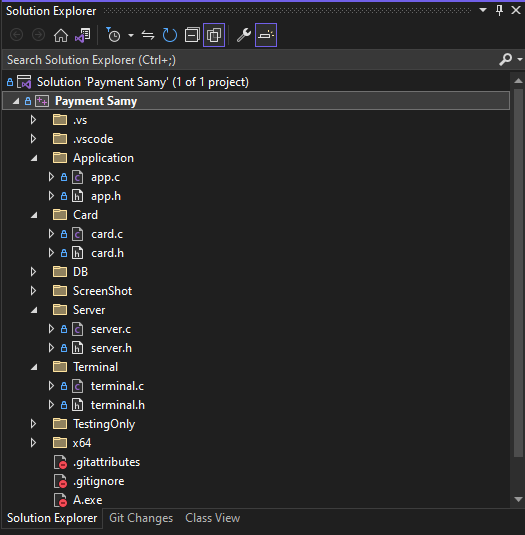 Solution Explorer
Search Solution Explorer (Ctrl+;)
Solution 'Payment Samy' (1 of 1 project)
Payment Samy
.vs
.vscode
Application
app.c
app.h
Card
card.c
card.h
DB
ScreenShot
Server
server.c
server.h
Terminal
terminal.c
terminal.h
TestingOnly
x64
.gitattributes
.gitignore
A.exe
Solution Explorer Git Changes Class View